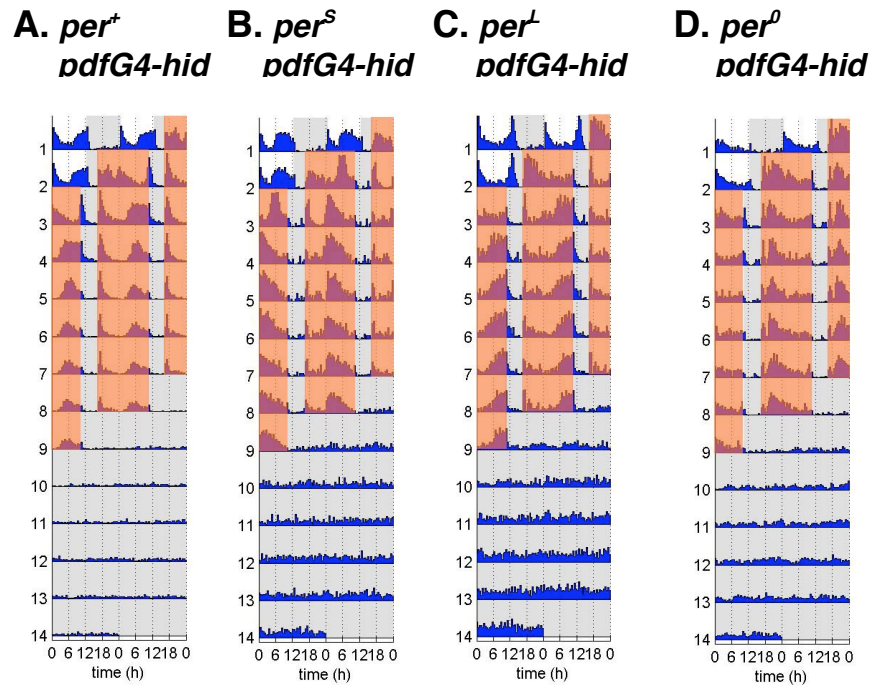 A. per⁺ B. perˢ C. perᴸ D. per⁰
pdfG4-hid pdfG4-hid pdfG4-hid pdfG4-hid
1 1 1 1
2 2 2 2
3 3 3 3
4 4 4 4
5 5 5 5
6 6 6 6
7 7 7 7
8 8 8 8
9 9 9 9
10 10 10 10
11 11 11 11
12 12 12 12
13 13 13 13
14 14 14 14
0 6 1218 0 6 1218 0 0 6 1218 0 6 1218 0 0 6 1218 0 6 1218 0 0 6 1218 0 6 1218 0
time (h) time (h) time (h) time (h)